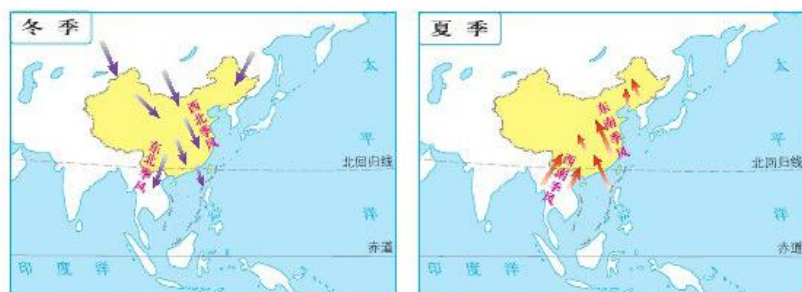 冬季
西北季风
东北季风
太平洋
北回归线
赤道
印度洋
夏季
东南季风
西南季风
太平洋
北回归线
赤道
印度洋